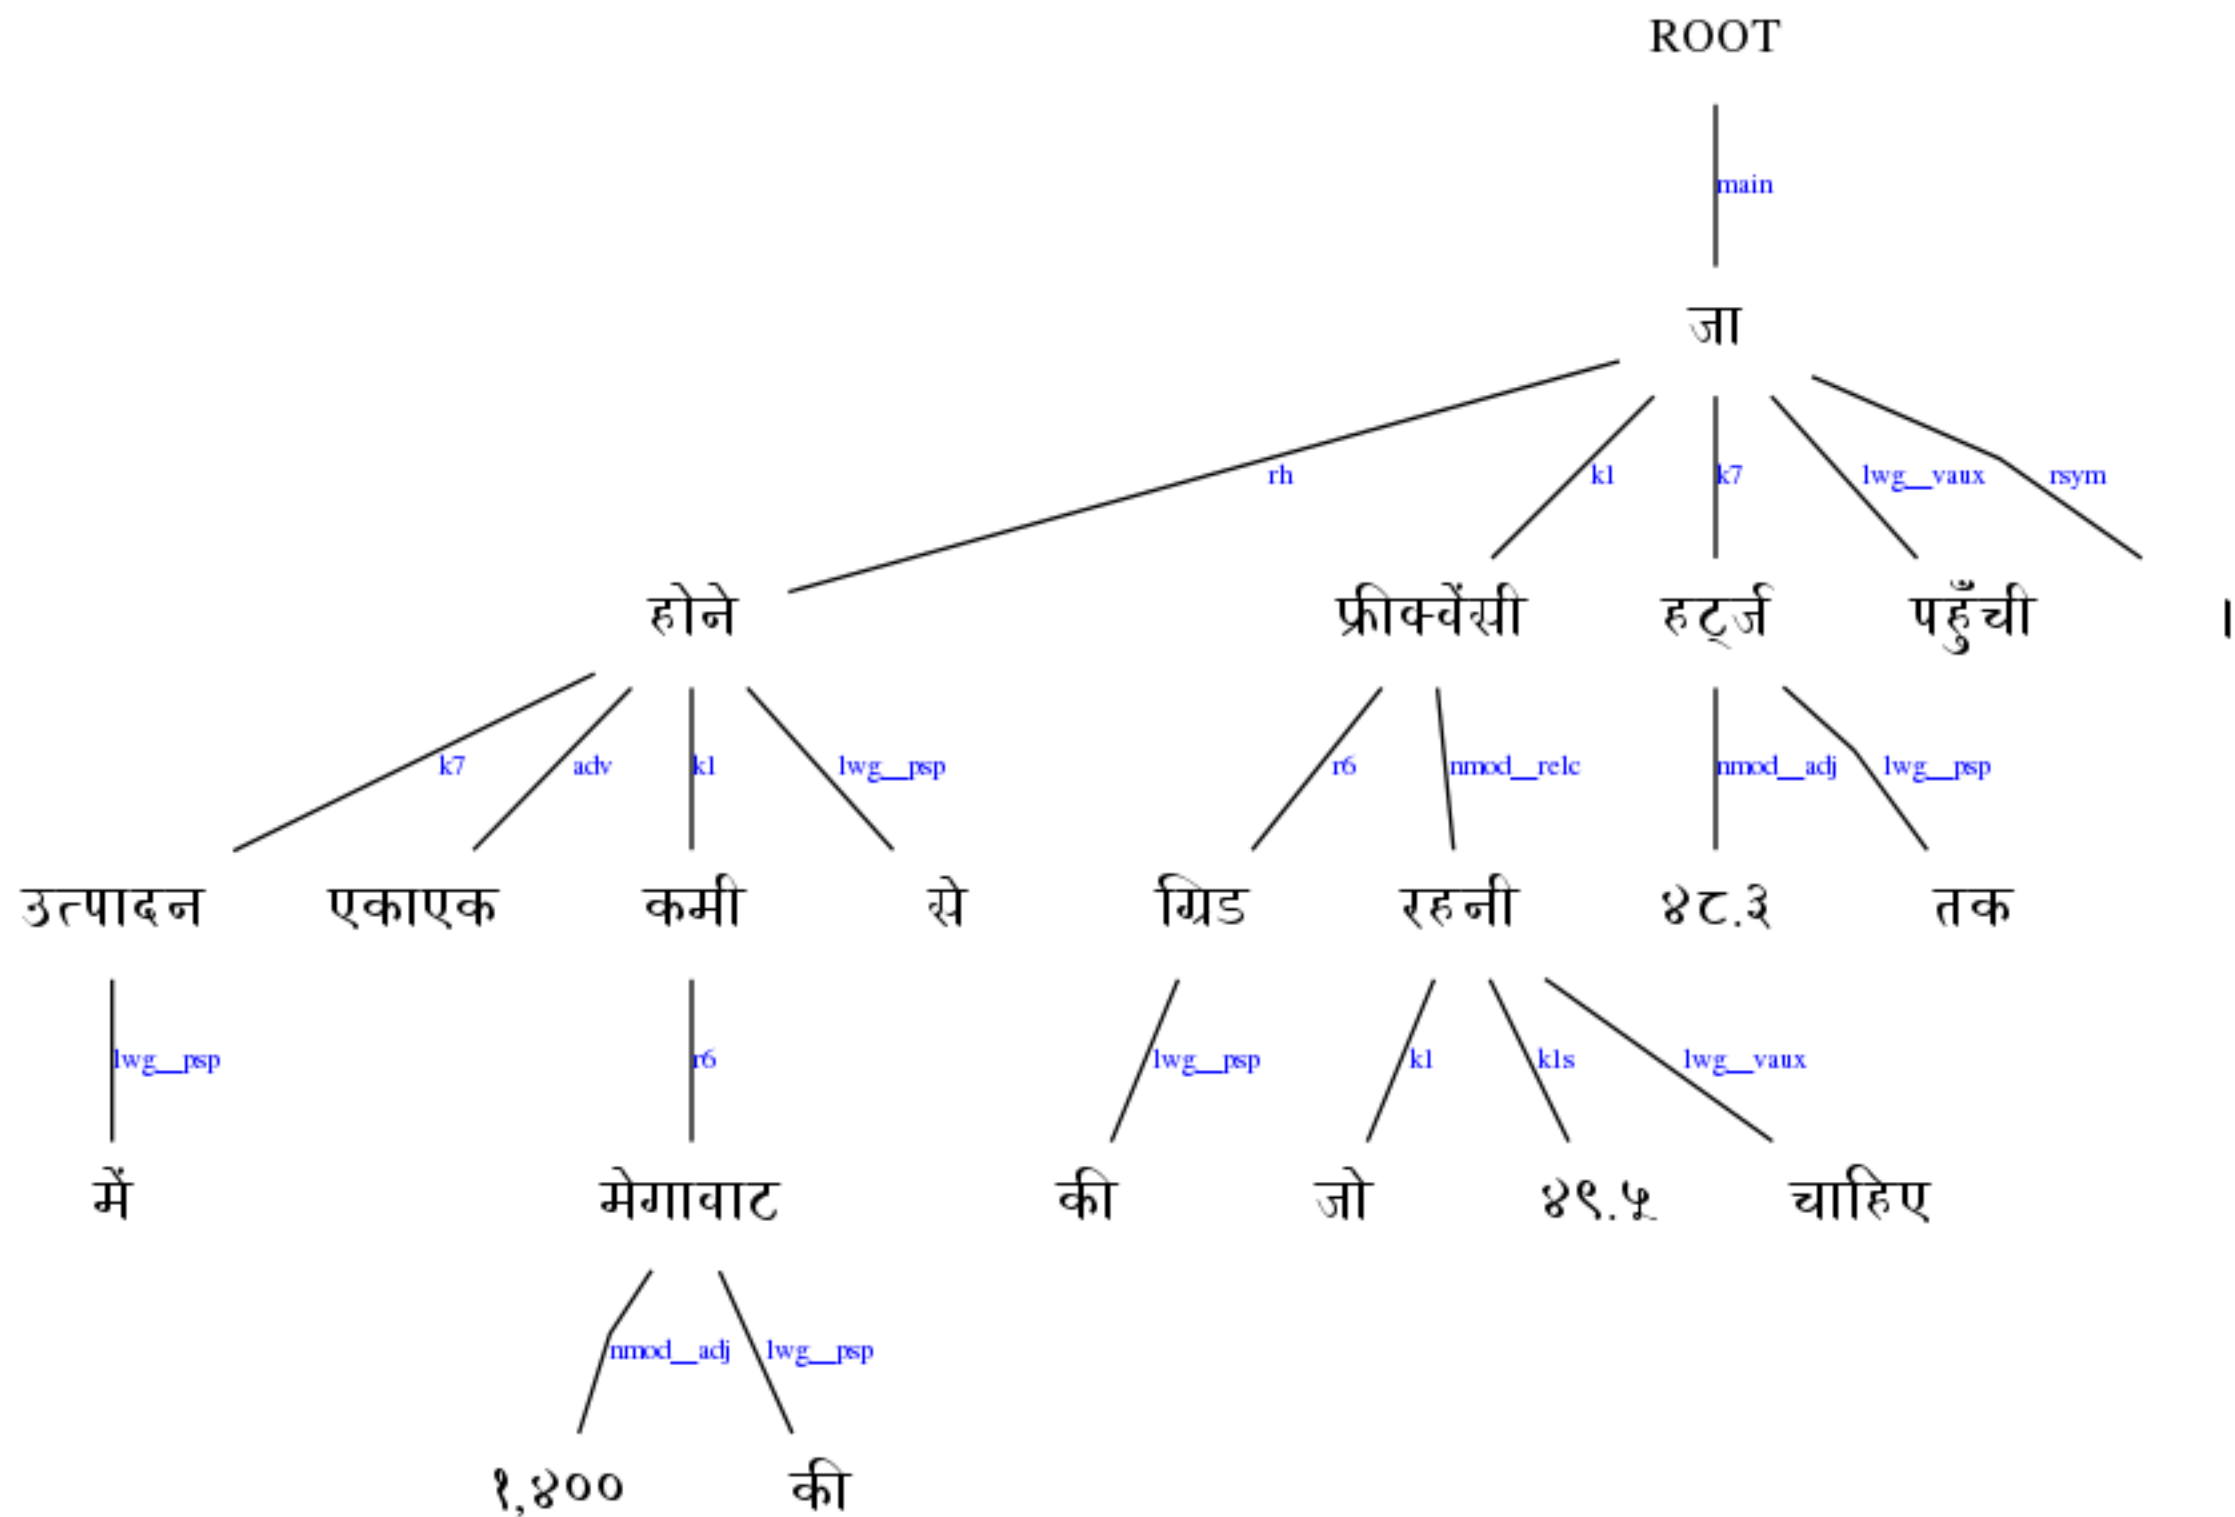 ROOT
main
जा
rh k1 k7 lwg__vaux rsym
होने फ्रीक्वेंसी हर्ट्ज पहुँची ।
k7 adv k1 lwg__psp r6 nmod__relc nmod__adj lwg__psp
उत्पादन एकाएक कमी से ग्रिड रहनी ४८.३ तक
lwg__psp r6 lwg__psp k1 k1s lwg__vaux
में मेगावाट की जो ४९.५ चाहिए
nmod__adj lwg__psp
१,४०० की